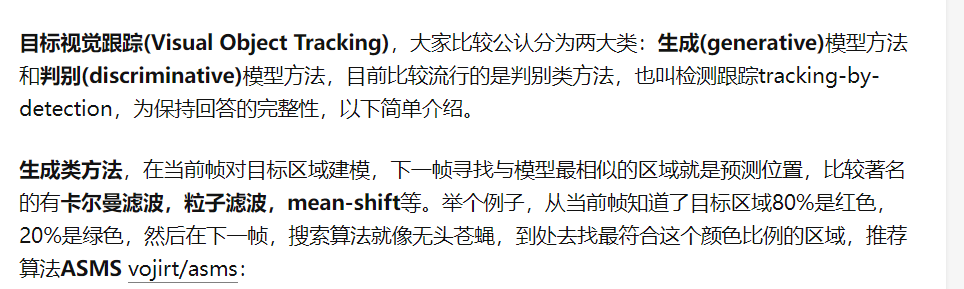 目标视觉跟踪(Visual Object Tracking)，大家比较公认分为两大类：生成(generative)模型方法
和判别(discriminative)模型方法，目前比较流行的是判别类方法，也叫检测跟踪tracking-by-
detection，为保持回答的完整性，以下简单介绍。
生成类方法，在当前帧对目标区域建模，下一帧寻找与模型最相似的区域就是预测位置，比较著名
的有卡尔曼滤波，粒子滤波，mean-shift等。举个例子，从当前帧知道了目标区域80%是红色，
20%是绿色，然后在下一帧，搜索算法就像无头苍蝇，到处去找最符合这个颜色比例的区域，推荐
算法ASMS vojirt/asms：